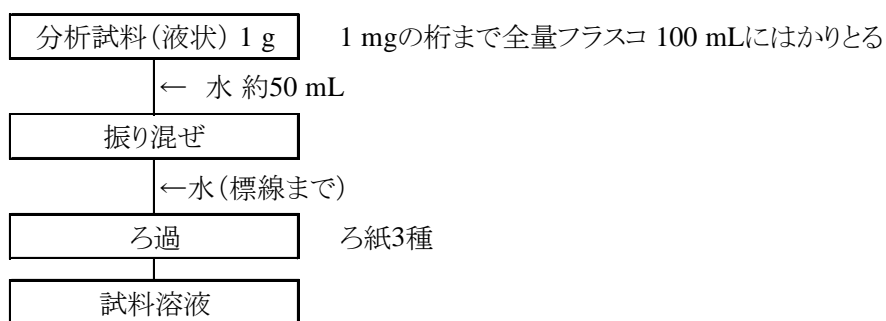 分析試料(液状) 1 g 1 mgの桁まで全量フラスコ 100 mLにはかりとる
← 水 約50 mL
振り混ぜ
←水(標線まで)
ろ過 ろ紙3種
試料溶液